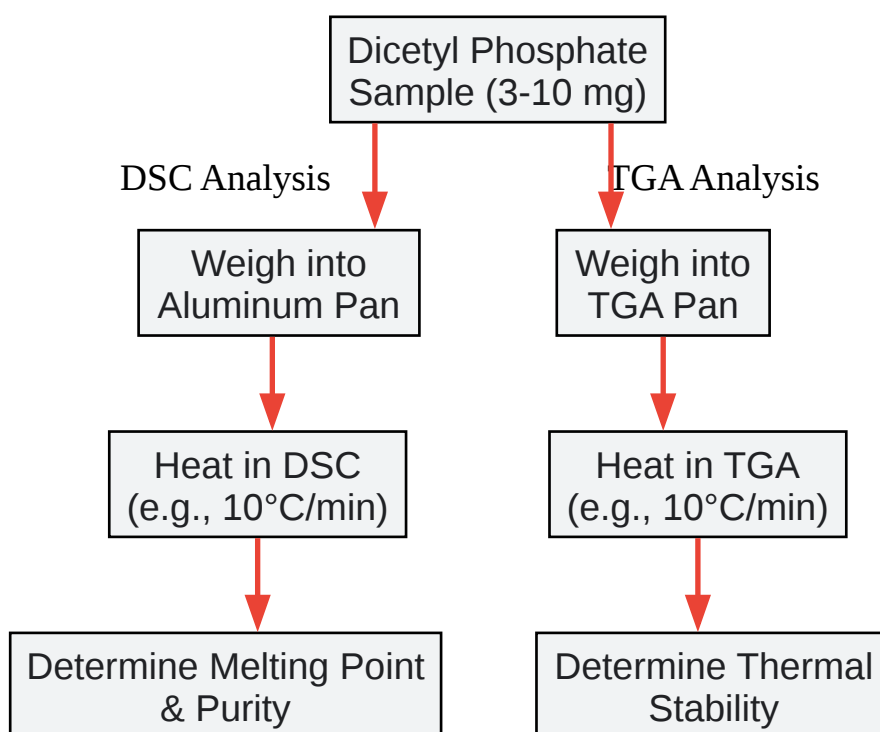 Dicetyl Phosphate
Sample (3-10 mg)
DSC Analysis
TGA Analysis
Weigh into
Aluminum Pan
Weigh into
TGA Pan
Heat in DSC
(e.g., 10°C/min)
Heat in TGA
(e.g., 10°C/min)
Determine Melting Point
& Purity
Determine Thermal
Stability